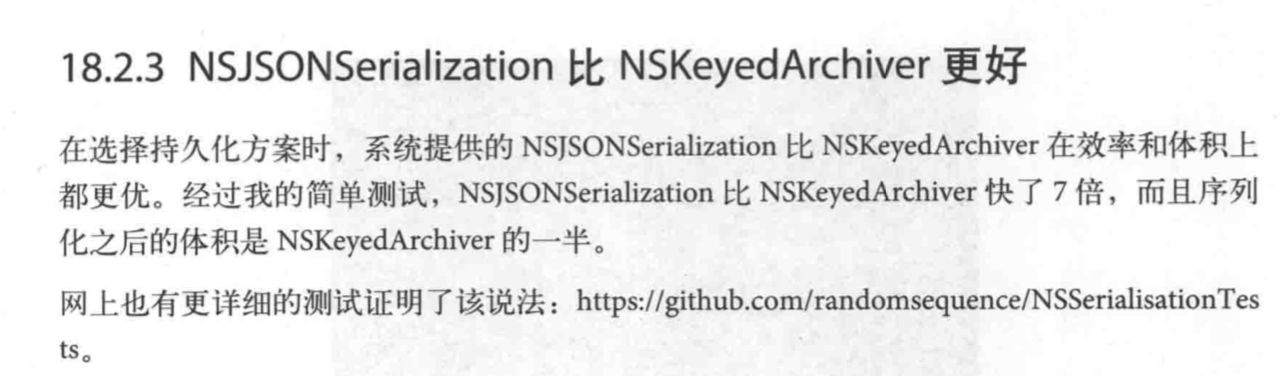 18.2.3 NSJSONSerialization 比 NSKeyedArchiver 更好
在选择持久化方案时，系统提供的 NSJSONSerialization 比 NSKeyedArchiver 在效率和体积上
都更优。经过我的简单测试，NSJSONSerialization 比 NSKeyedArchiver 快了 7 倍，而且序列
化之后的体积是 NSKeyedArchiver 的一半。
网上也有更详细的测试证明了该说法：https://github.com/randomsequence/NSSerialisationTes
ts。